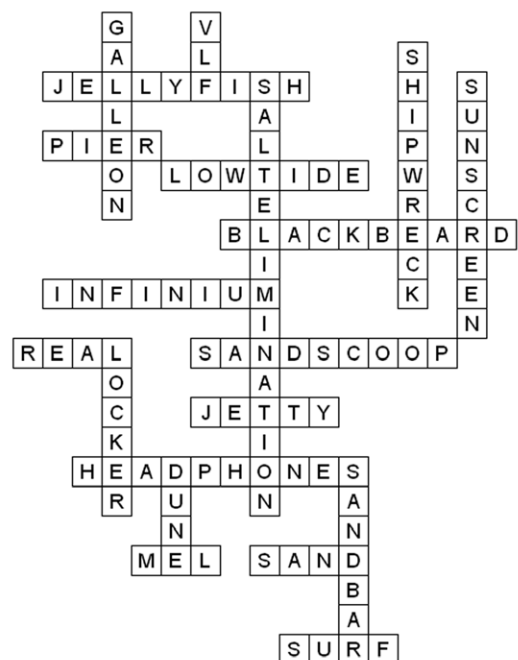 GALLEON
VLF
SHIPWRECK
JELLYFISH
SALTELIMINATION
SUNSCREEN
PIER
LOWTIDE
BLACKBEARD
INFINIUM
REAL
LOCKER
SANDSCOOP
JETTY
HEADPHONES
DUNE
SANDBAR
MEL
SAND
SURF